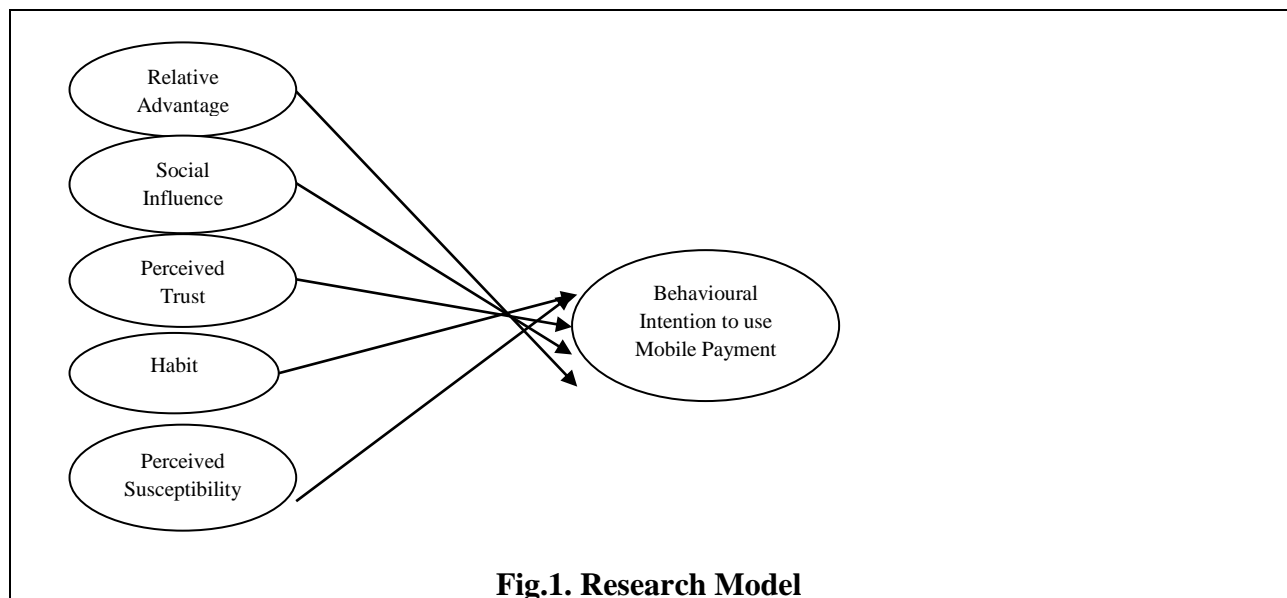 Relative
Advantage
Social
Influence
Perceived
Trust
Habit
Perceived
Susceptibility
Behavioural
Intention to use
Mobile Payment
Fig.1. Research Model